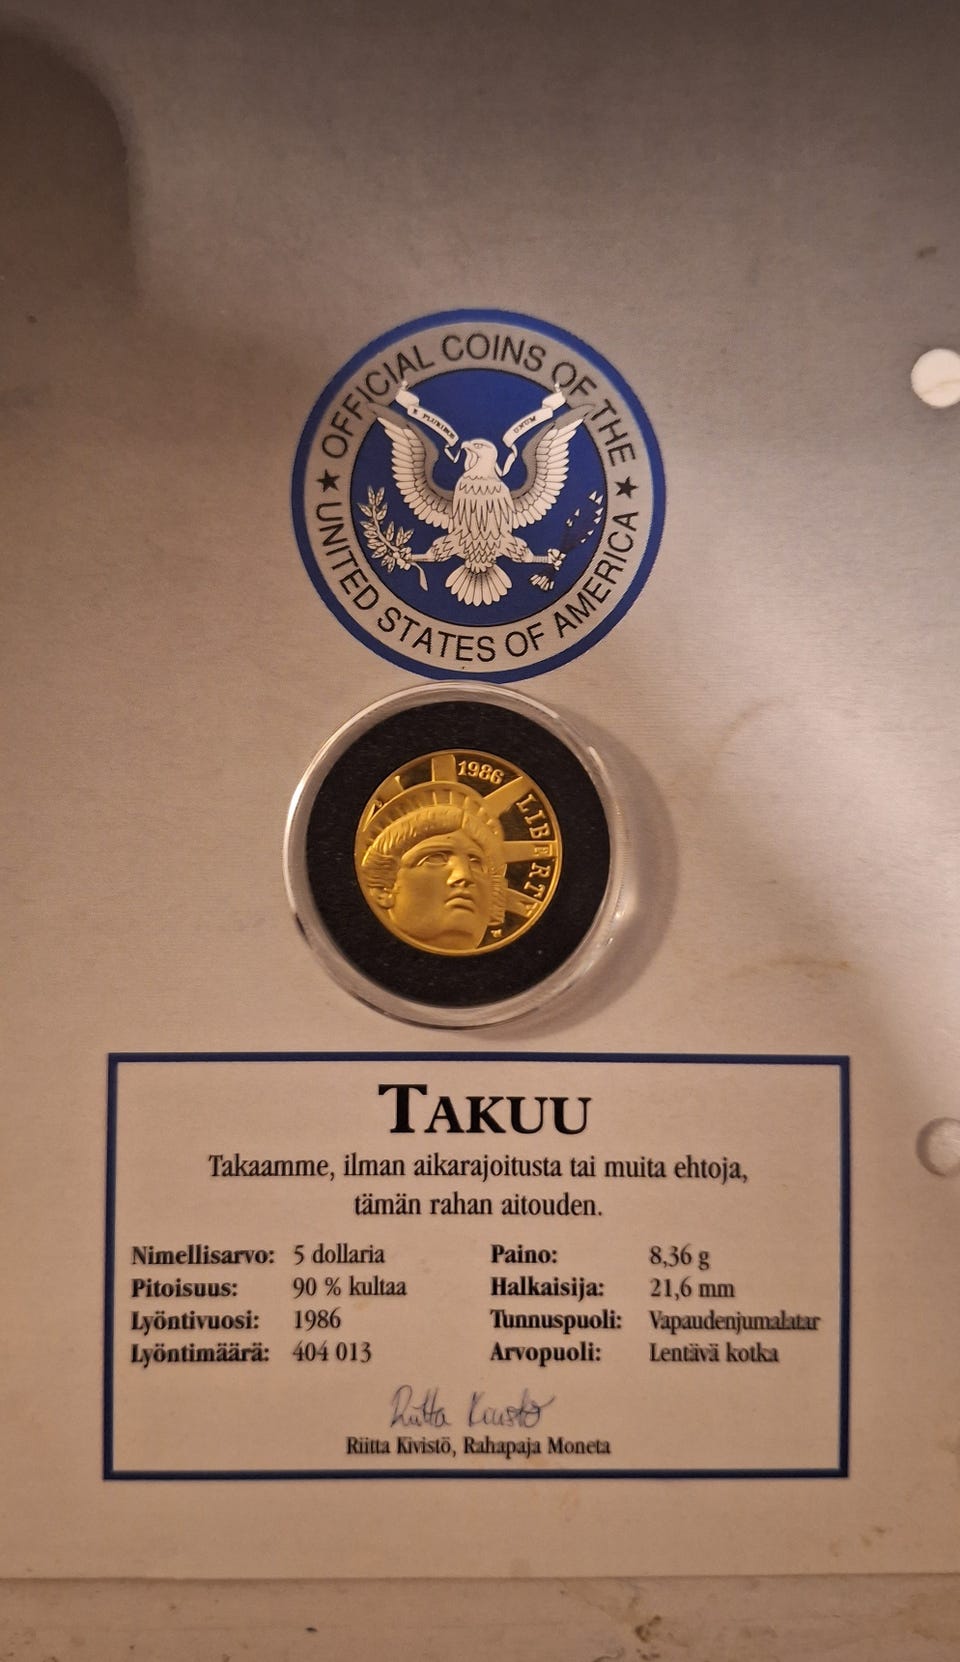 OFFICIAL COINS OF THE
UNITED STATES OF AMERICA
E PLURIBUS UNUM
1986
LIBERTY
TAKUU
Takaamme, ilman aikarajoitusta tai muita ehtoja,
tämän rahan aitouden.
Nimellisarvo: 5 dollaria Paino: 8,36 g
Pitoisuus: 90 % kultaa Halkaisija: 21,6 mm
Lyöntivuosi: 1986 Tunnuspuoli: Vapaudenjumalatar
Lyöntimäärä: 404 013 Arvopuoli: Lentävä kotka
Riitta Kivistö
Riitta Kivistö, Rahapaja Moneta